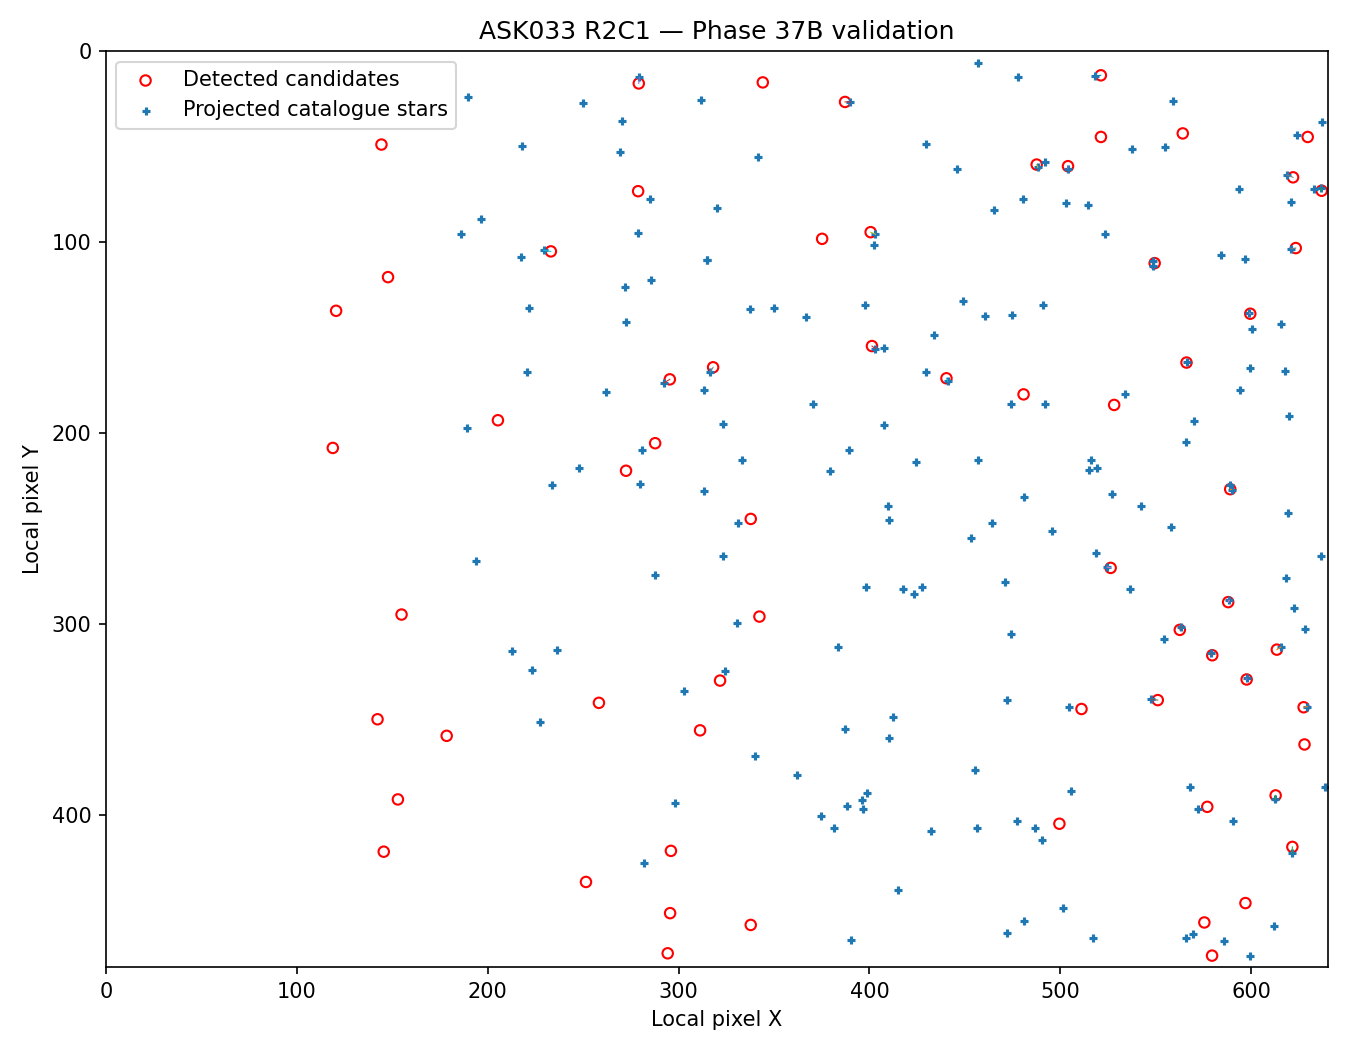 ASK033 R2C1 — Phase 37B validation
Detected candidates
Projected catalogue stars
0
100
200
300
400
Local pixel Y
0 100 200 300 400 500 600
Local pixel X